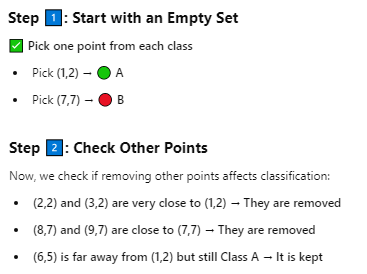 Step 1️⃣: Start with an Empty Set
✅ Pick one point from each class
• Pick (1,2) → 🟢 A
• Pick (7,7) → 🔴 B
Step 2️⃣: Check Other Points
Now, we check if removing other points affects classification:
• (2,2) and (3,2) are very close to (1,2) → They are removed
• (8,7) and (9,7) are close to (7,7) → They are removed
• (6,5) is far away from (1,2) but still Class A → It is kept